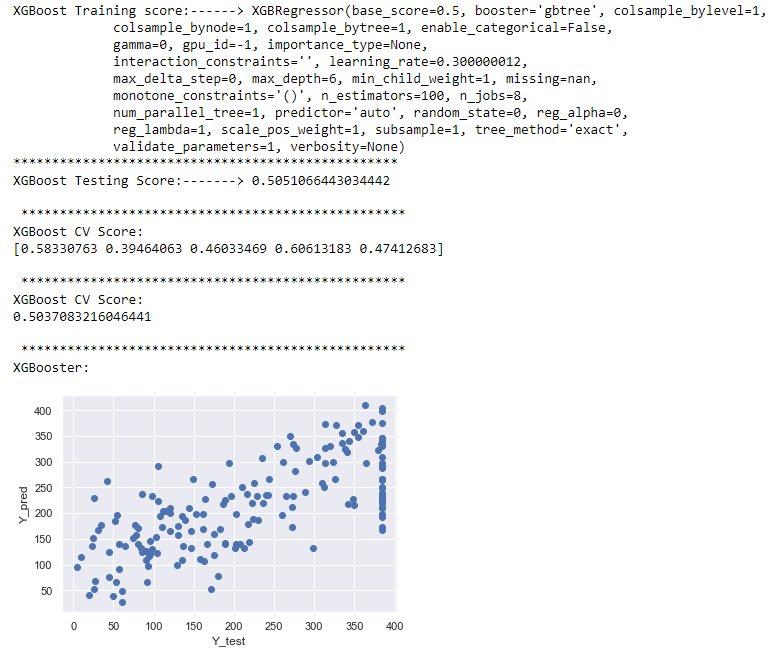 XGBoost Training score:------> XGBRegressor(base_score=0.5, booster='gbtree', colsample_bylevel=1,
colsample_bynode=1, colsample_bytree=1, enable_categorical=False,
gamma=0, gpu_id=-1, importance_type=None,
interaction_constraints='', learning_rate=0.300000012,
max_delta_step=0, max_depth=6, min_child_weight=1, missing=nan,
monotone_constraints='()', n_estimators=100, n_jobs=8,
num_parallel_tree=1, predictor='auto', random_state=0, reg_alpha=0,
reg_lambda=1, scale_pos_weight=1, subsample=1, tree_method='exact',
validate_parameters=1, verbosity=None)
**************************************************
XGBoost Testing Score:-------> 0.5051066443034442
**************************************************
XGBoost CV Score:
[0.58330763 0.39464063 0.46033469 0.60613183 0.47412683]
**************************************************
XGBoost CV Score:
0.5037083216046441
**************************************************
XGBooster:
400
350
300
250
200
150
100
50
Y_pred
0 50 100 150 200 250 300 350 400
Y_test